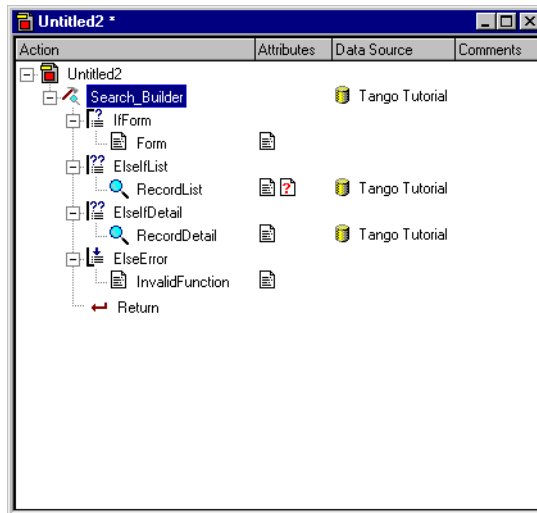 Untitled2 *
Action Attributes Data Source Comments
Untitled2
Search_Builder Tango Tutorial
IfForm
Form
ElseIfList
RecordList Tango Tutorial
ElseIfDetail
RecordDetail Tango Tutorial
ElseError
InvalidFunction
Return